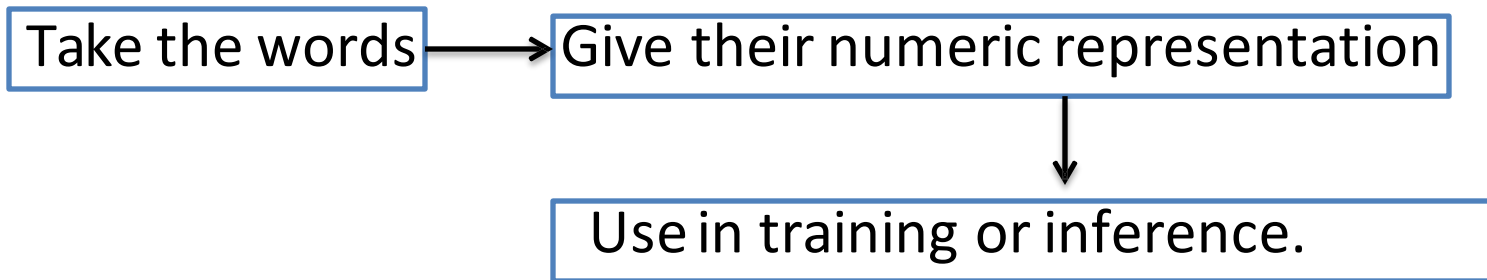 Take the words
Give their numeric representation
Use in training or inference.